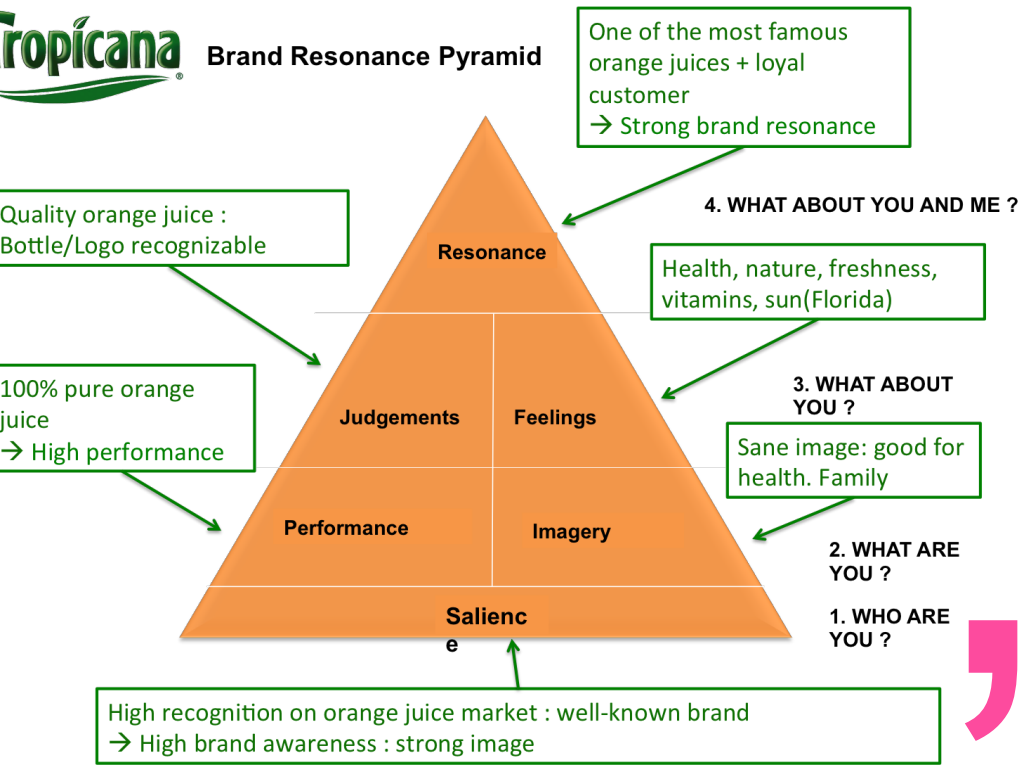 Tropicana
®
Brand Resonance Pyramid
One of the most famous
orange juices + loyal
customer
→ Strong brand resonance
4. WHAT ABOUT YOU AND ME ?
Quality orange juice :
Bottle/Logo recognizable
Resonance
Health, nature, freshness,
vitamins, sun(Florida)
3. WHAT ABOUT
YOU ?
100% pure orange
juice
→ High performance
Judgements
Feelings
Sane image: good for
health. Family
Performance
Imagery
2. WHAT ARE
YOU ?
Salienc
e
1. WHO ARE
YOU ?
High recognition on orange juice market : well-known brand
→ High brand awareness : strong image